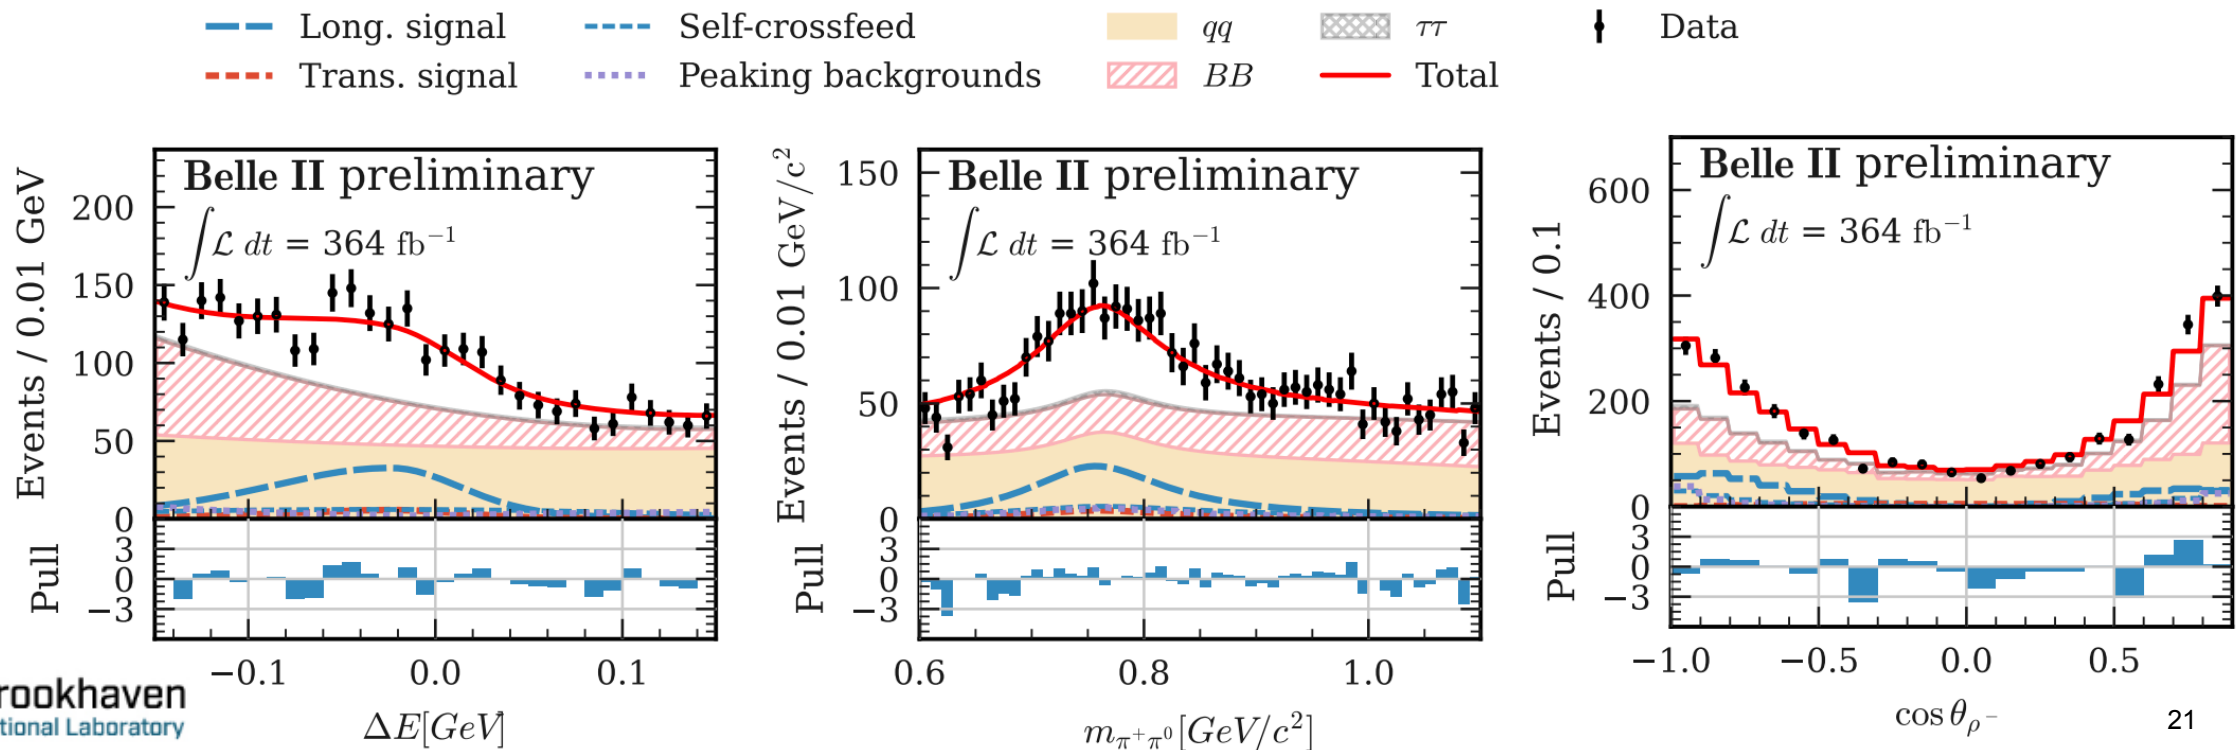 Long. signal
Self-crossfeed
qq
ττ
Data
Trans. signal
Peaking backgrounds
BB
Total
Events / 0.01 GeV
200
150
100
50
0
Belle II preliminary
∫ℒ dt = 364 fb⁻¹
Pull
3
0
−3
−0.1
0.0
0.1
ΔE[GeV]
Events / 0.01 GeV/c²
150
100
50
0
Belle II preliminary
∫ℒ dt = 364 fb⁻¹
Pull
3
0
−3
0.6
0.8
1.0
m_{π⁺π⁰}[GeV/c²]
Events / 0.1
600
400
200
0
Belle II preliminary
∫ℒ dt = 364 fb⁻¹
Pull
3
0
−3
−1.0
−0.5
0.0
0.5
cos θ_{ρ⁻}
rookhaven
tional Laboratory
21